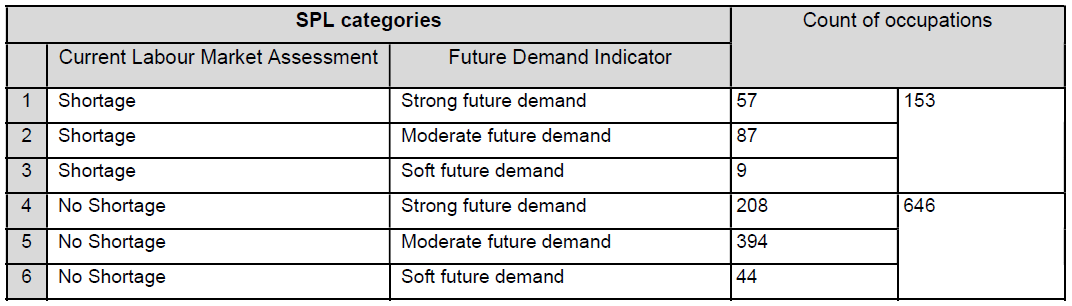 SPL categories Count of occupations
Current Labour Market Assessment Future Demand Indicator
1 Shortage Strong future demand 57 153
2 Shortage Moderate future demand 87
3 Shortage Soft future demand 9
4 No Shortage Strong future demand 208 646
5 No Shortage Moderate future demand 394
6 No Shortage Soft future demand 44